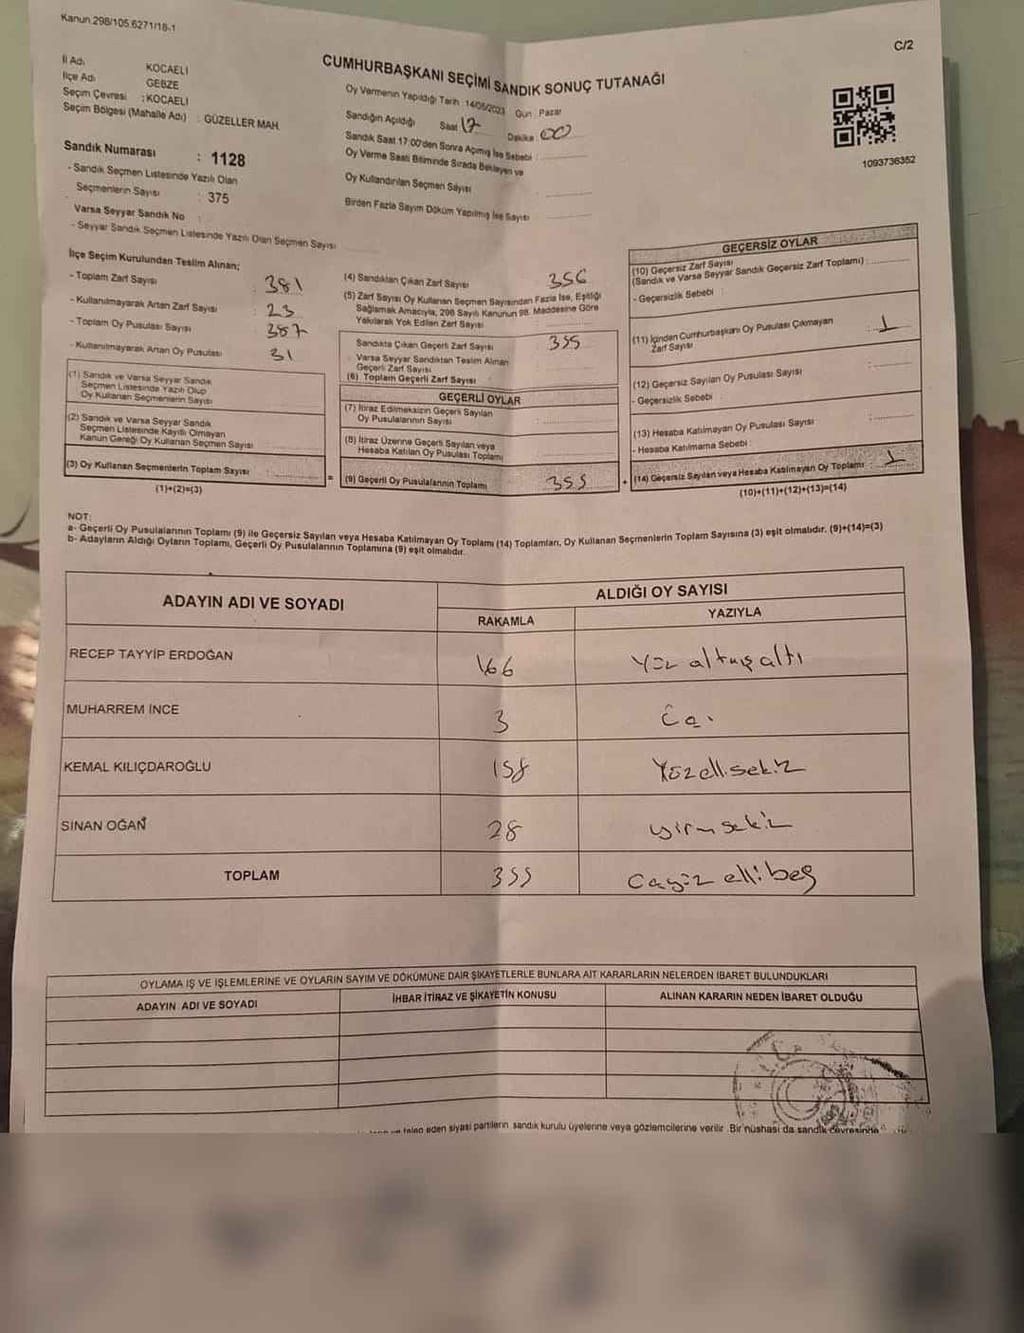 Kanun 298/105.6271/18-1
C/2
CUMHURBAŞKANI SEÇİMİ SANDIK SONUÇ TUTANAĞI
İl Adı KOCAELİ
İlçe Adı GEBZE
Seçim Çevresi : KOCAELİ
Seçim Bölgesi (Mahalle Adı) : GÜZELLER MAH.
Sandık Numarası : 1128
- Sandık Seçmen Listesinde Yazılı Olan
Seçmenlerin Sayısı : 375
Varsa Seyyar Sandık No :
- Seyyar Sandık Seçmen Listesinde Yazılı Olan Seçmen Sayısı
Oy Vermenin Yapıldığı Tarih : 14/05/2023 Gün : Pazar
Sandığın Açıldığı Saat 17 Dakika : 00
Sandık Saat 17:00'den Sonra Açılmış İse Sebebi :
Oy Verme Saati Bitiminde Sırada Bekleyen ve
Oy Kullandırılan Seçmen Sayısı
Birden Fazla Sayım Döküm Yapılmış İse Sayısı
1093736352
İlçe Seçim Kurulundan Teslim Alınan;
- Toplam Zarf Sayısı : 381
- Kullanılmayarak Artan Zarf Sayısı : 23
- Toplam Oy Pusulası Sayısı : 387
- Kullanılmayarak Artan Oy Pusulası : 31
(1) Sandık ve Varsa Seyyar Sandık
Seçmen Listesinde Yazılı Olup
Oy Kullanan Seçmenlerin Sayısı
(2) Sandık ve Varsa Seyyar Sandık
Seçmen Listesinde Kayıtlı Olmayan
Kanun Gereği Oy Kullanan Seçmen Sayısı
(3) Oy Kullanan Seçmenlerin Toplam Sayısı :
(1)+(2)=(3)
(4) Sandıktan Çıkan Zarf Sayısı 356
(5) Zarf Sayısı Oy Kullanan Seçmen Sayısından Fazla İse, Eşitliği
Sağlamak Amacıyla, 298 Sayılı Kanunun 98. Maddesine Göre
Yakılarak Yok Edilen Zarf Sayısı
Sandıkta Çıkan Geçerli Zarf Sayısı 355
Varsa Seyyar Sandıktan Teslim Alınan
Geçerli Zarf Sayısı
(6) Toplam Geçerli Zarf Sayısı
GEÇERLİ OYLAR
(7) İtiraz Edilmeksizin Geçerli Sayılan
Oy Pusulalarının Sayısı
(8) İtiraz Üzerine Geçerli Sayılan veya
Hesaba Katılan Oy Pusulası Toplamı
= (9) Geçerli Oy Pusulalarının Toplamı 355
GEÇERSİZ OYLAR
(10) Geçersiz Zarf Sayısı
(Sandık ve Varsa Seyyar Sandık Geçersiz Zarf Toplamı) :
- Geçersizlik Sebebi :
(11) İçinden Cumhurbaşkanı Oy Pusulası Çıkmayan
Zarf Sayısı : 1
(12) Geçersiz Sayılan Oy Pusulası Sayısı :
- Geçersizlik Sebebi :
(13) Hesaba Katılmayan Oy Pusulası Sayısı :
- Hesaba Katılmama Sebebi :
+ (14) Geçersiz Sayılan veya Hesaba Katılmayan Oy Toplamı : 1
(10)+(11)+(12)+(13)=(14)
NOT:
a- Geçerli Oy Pusulalarının Toplamı (9) ile Geçersiz Sayılan veya Hesaba Katılmayan Oy Toplamı (14) Toplamları, Oy Kullanan Seçmenlerin Toplam Sayısına (3) eşit olmalıdır. (9)+(14)=(3)
b- Adayların Aldığı Oyların Toplamı, Geçerli Oy Pusulalarının Toplamına (9) eşit olmalıdır.
ADAYIN ADI VE SOYADI ALDIĞI OY SAYISI
RAKAMLA YAZIYLA
RECEP TAYYİP ERDOĞAN 166 Yüz altmış altı
MUHARREM İNCE 3 Üç
KEMAL KILIÇDAROĞLU 158 Yüzellisekiz
SİNAN OĞAN 28 yirmisekiz
TOPLAM 355 üçyüz elli beş
OYLAMA İŞ VE İŞLEMLERİNE VE OYLARIN SAYIM VE DÖKÜMÜNE DAİR ŞİKAYETLERLE BUNLARA AİT KARARLARIN NELERDEN İBARET BULUNDUKLARI
ADAYIN ADI VE SOYADI İHBAR İTİRAZ VE ŞİKAYETİN KONUSU ALINAN KARARIN NEDEN İBARET OLDUĞU
talep eden siyasi partilerin sandık kurulu üyelerine veya gözlemcilerine verilir. Bir nüshası da sandık çevresinde